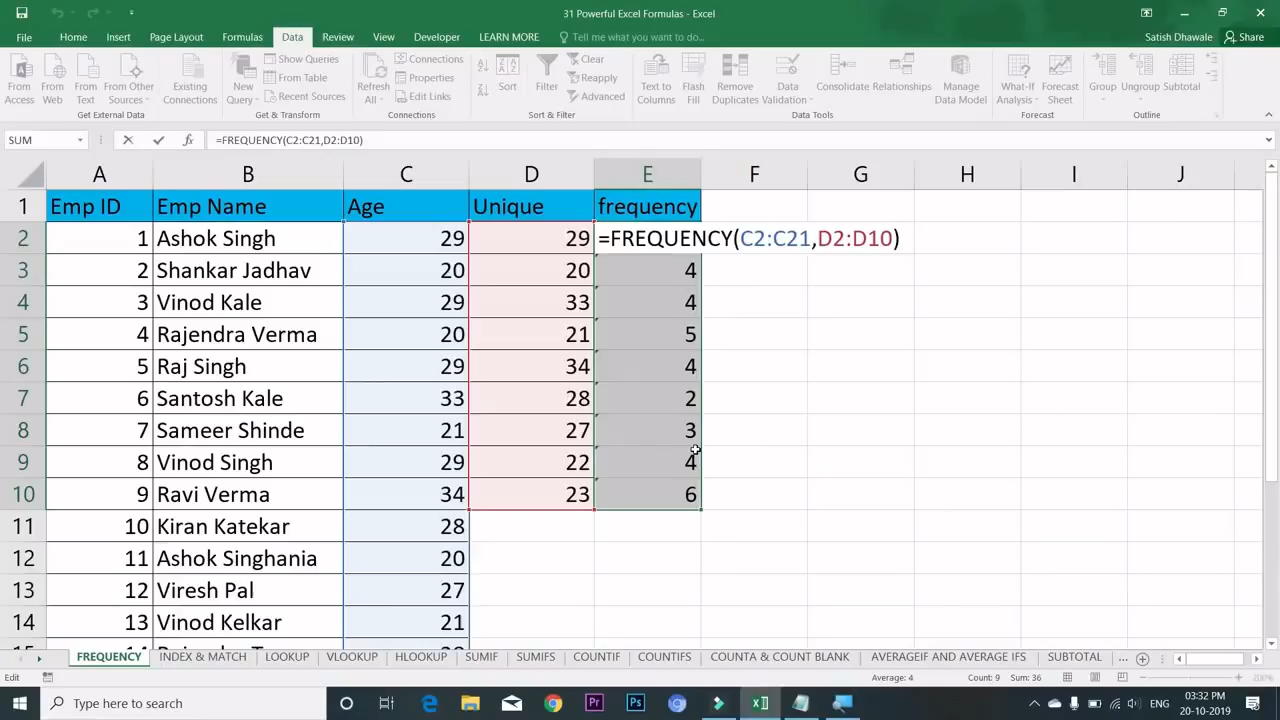 31 Powerful Excel Formulas - Excel
File Home Insert Page Layout Formulas Data Review View Developer LEARN MORE Tell me what you want to do... Satish Dhawale Share
From Access
From Web
From Text
From Other Sources
Existing Connections
Get External Data
New Query
Show Queries
From Table
Recent Sources
Get & Transform
Refresh All
Connections
Properties
Edit Links
Connections
Sort
Filter
Clear
Reapply
Advanced
Sort & Filter
Text to Columns
Flash Fill
Remove Duplicates
Data Validation
Consolidate
Relationships
Manage Data Model
Data Tools
What-If Analysis
Forecast Sheet
Forecast
Group
Ungroup
Subtotal
Outline
SUM fx =FREQUENCY(C2:C21,D2:D10)
A B C D E F G H I J
1 Emp ID Emp Name Age Unique frequency
2 1 Ashok Singh 29 29 =FREQUENCY(C2:C21,D2:D10)
3 2 Shankar Jadhav 20 20 4
4 3 Vinod Kale 29 33 4
5 4 Rajendra Verma 20 21 5
6 5 Raj Singh 29 34 4
7 6 Santosh Kale 33 28 2
8 7 Sameer Shinde 21 27 3
9 8 Vinod Singh 29 22 4
10 9 Ravi Verma 34 23 6
11 10 Kiran Katekar 28
12 11 Ashok Singhania 20
13 12 Viresh Pal 27
14 13 Vinod Kelkar 21
FREQUENCY INDEX & MATCH LOOKUP VLOOKUP HLOOKUP SUMIF SUMIFS COUNTIF COUNTIFS COUNTA & COUNT BLANK AVERAGEIF AND AVERAGE IFS SUBTOTAL ...
Edit Average: 4 Count: 9 Sum: 36 200%
Type here to search ENG 03:32 PM
20-10-2019